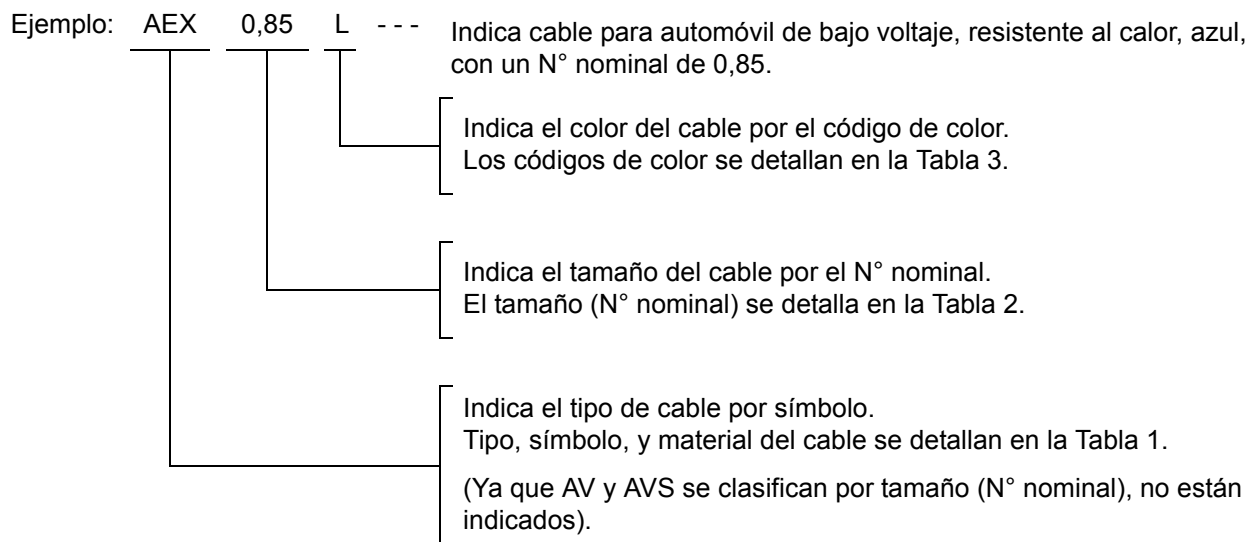 Ejemplo: AEX 0,85 L - - - Indica cable para automóvil de bajo voltaje, resistente al calor, azul,
con un N° nominal de 0,85.
Indica el color del cable por el código de color.
Los códigos de color se detallan en la Tabla 3.
Indica el tamaño del cable por el N° nominal.
El tamaño (N° nominal) se detalla en la Tabla 2.
Indica el tipo de cable por símbolo.
Tipo, símbolo, y material del cable se detallan en la Tabla 1.
(Ya que AV y AVS se clasifican por tamaño (N° nominal), no están
indicados).